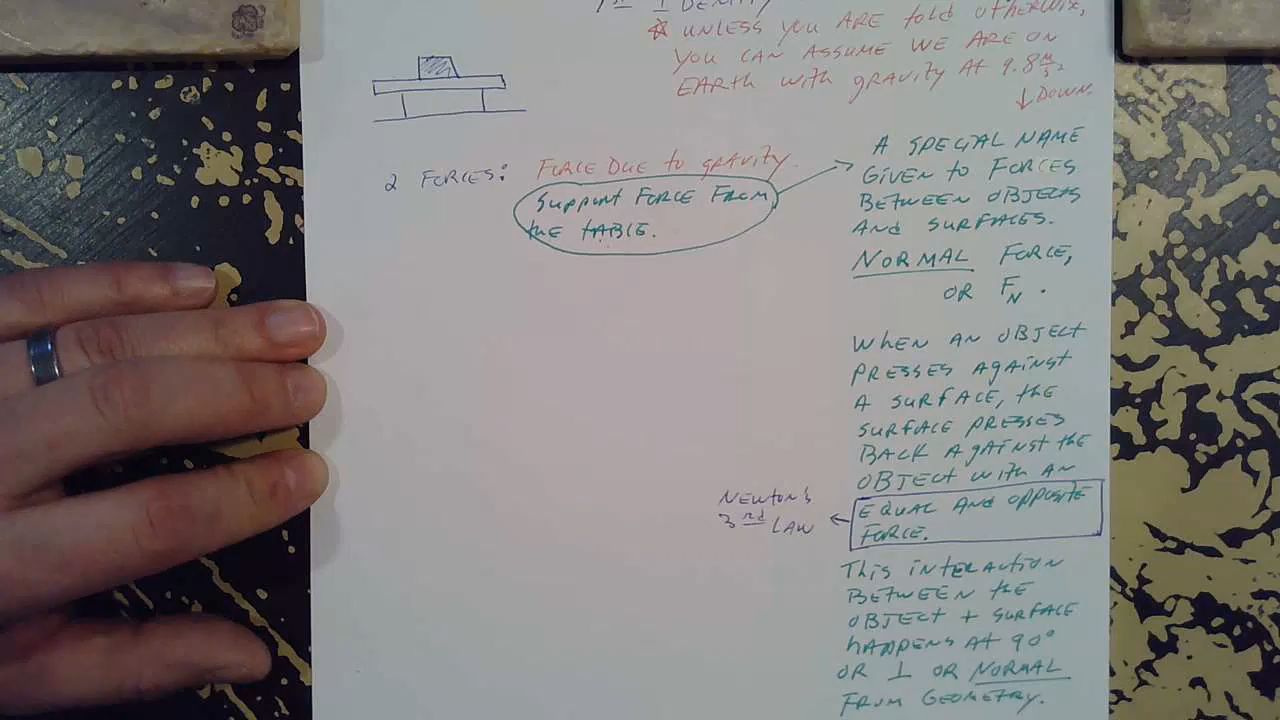 IDENTIFY
* UNLESS YOU ARE told OtherwisE,
YOU CAN ASSUME WE ARE ON
EARth with gRAVity At 9.8 m/s²
↓ DOWN.
2 FORCES: FORCE DUE to gRAVity.
SUPPORT FORCE FROM
the tABLE.
A SPECIAL NAME
GIVEN to FORCES
BETWEEN OBJECtS
AND SURFACES.
NORMAL FORCE,
OR FN.
WHEN AN OBJECt
PRESSES AgAinst
A SURFACE, thE
SURFACE PRESSES
BACK AgAinst thE
OBJECT with AN
EQUAL AND OPPOSitE
FORCE.
NEWton's
3rd LAW
This intERACtiON
BETWEEN thE
OBJECt + SURFACE
hAPPENS At 90°
OR ⊥ OR NORMAL
FROM GEOMEtRY.